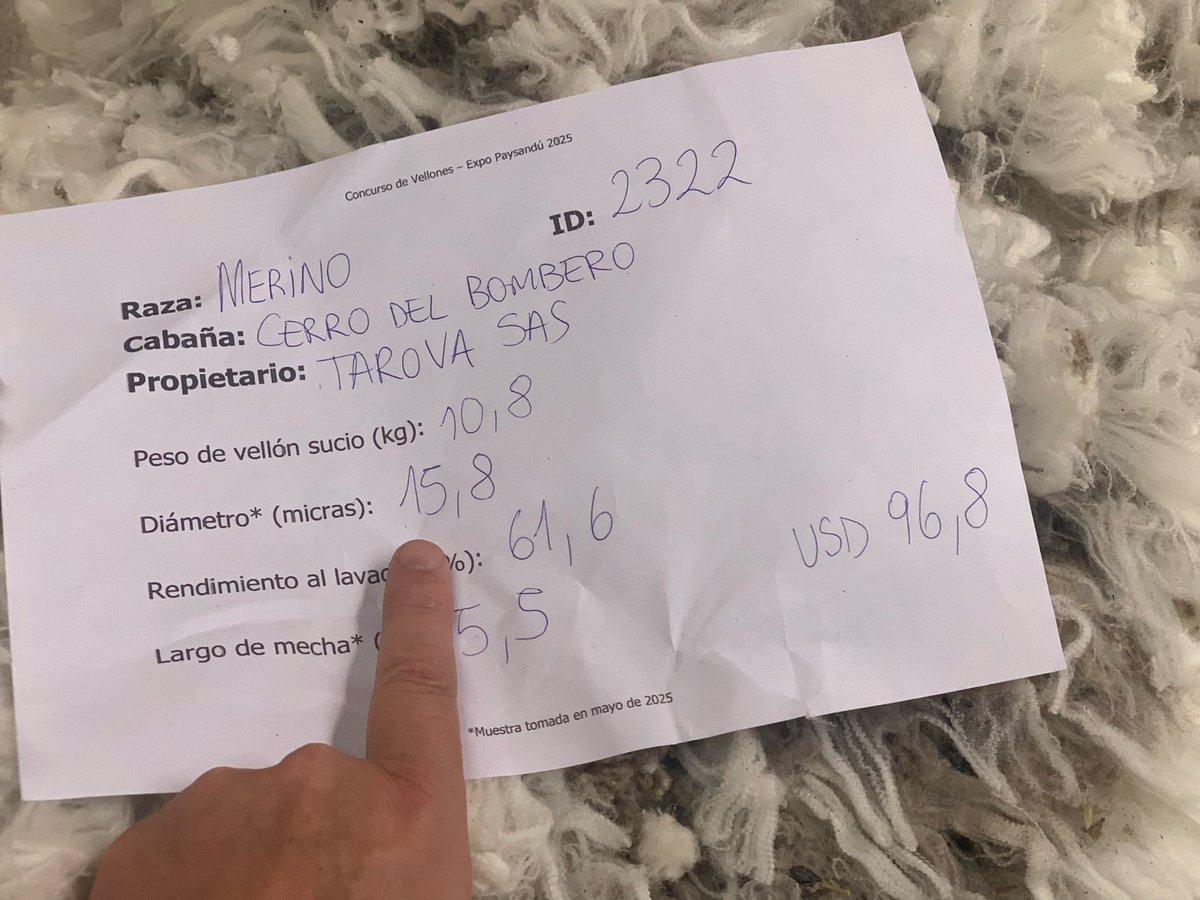 Concurso de Vellones – Expo Paysandú 2025
ID: 2322
Raza: MERINO
Cabaña: CERRO DEL BOMBERO
Propietario: TAROVA SAS
Peso de vellón sucio (kg): 10,8
Diámetro* (micras): 15,8
Rendimiento al %): 61,6
USD 96,8
Largo de mecha* ( 5,5
*Muestra tomada en mayo de 2025